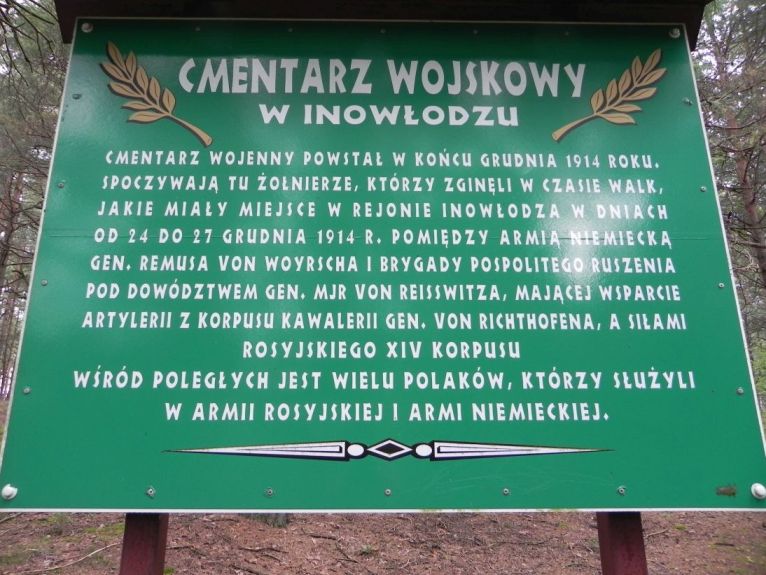 CMENTARZ WOJSKOWY
W INOWŁODZU
CMENTARZ WOJENNY POWSTAŁ W KOŃCU GRUDNIA 1914 ROKU.
SPOCZYWAJĄ TU ŻOŁNIERZE, KTÓRZY ZGINĘLI W CZASIE WALK,
JAKIE MIAŁY MIEJSCE W REJONIE INOWŁODZA W DNIACH
OD 24 DO 27 GRUDNIA 1914 R. POMIĘDZY ARMIĄ NIEMIECKĄ
GEN. REMUSA VON WOYRSCHA I BRYGADY POSPOLITEGO RUSZENIA
POD DOWÓDZTWEM GEN. MJR VON REISSWITZA, MAJĄCEJ WSPARCIE
ARTYLERII Z KORPUSU KAWALERII GEN. VON RICHTHOFENA, A SIŁAMI
ROSYJSKIEGO XIV KORPUSU
WŚRÓD POLEGŁYCH JEST WIELU POLAKÓW, KTÓRZY SŁUŻYLI
W ARMII ROSYJSKIEJ I ARMI NIEMIECKIEJ.